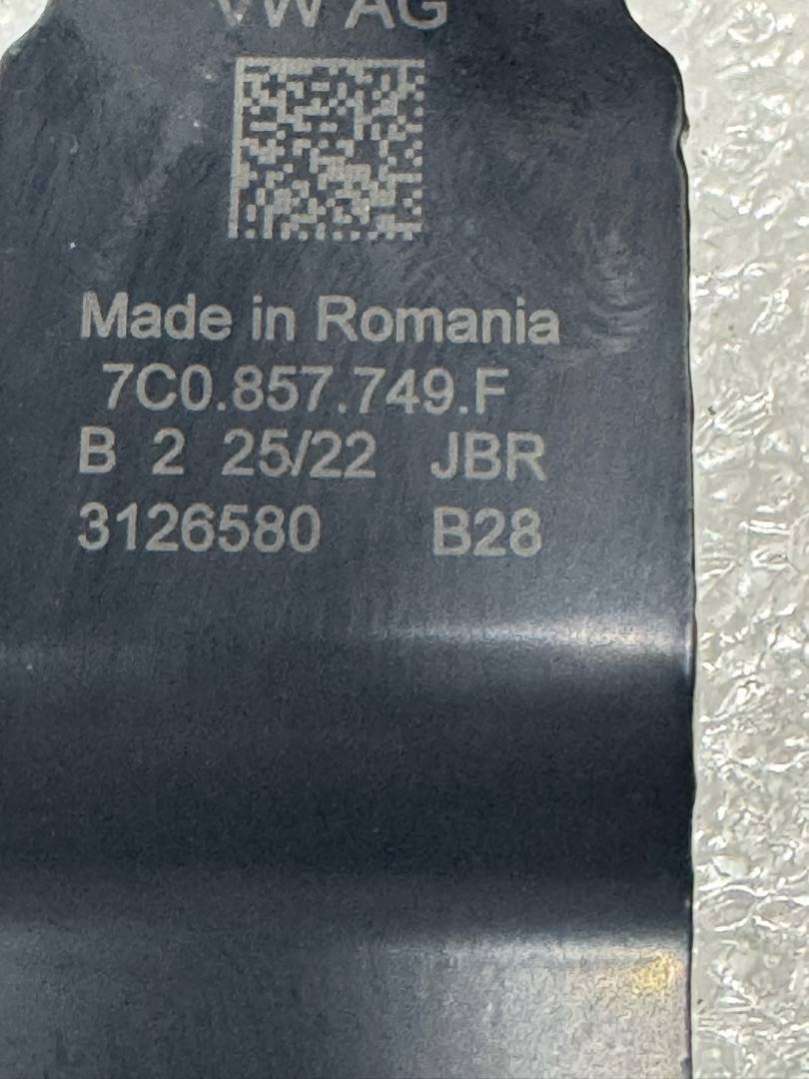 VW AG
Made in Romania
7C0.857.749.F
B 2 25/22 JBR
3126580 B28